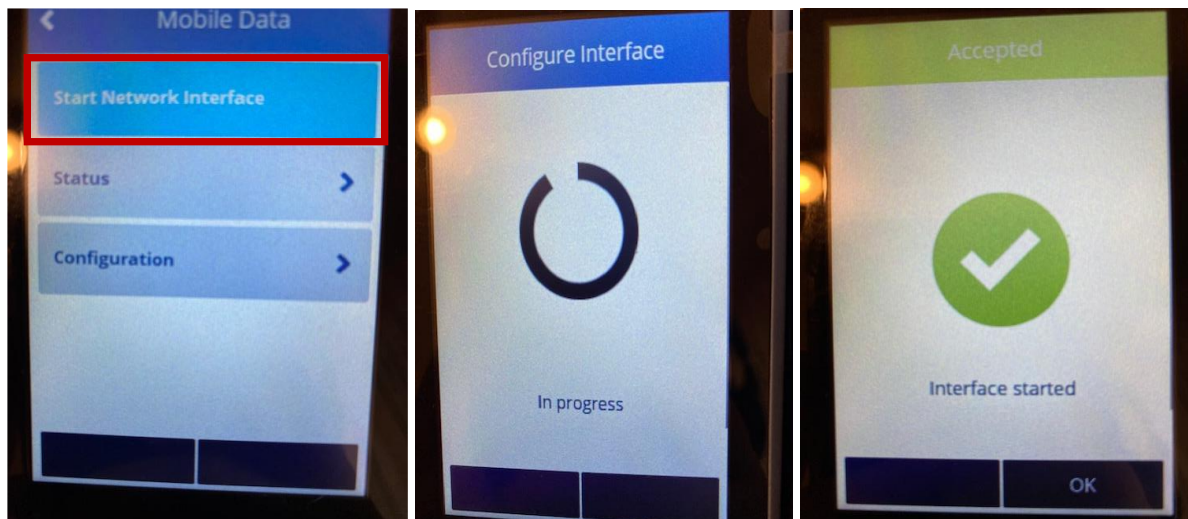 Mobile Data
Start Network Interface
Status
Configuration
Configure Interface
In progress
Accepted
Interface started
OK